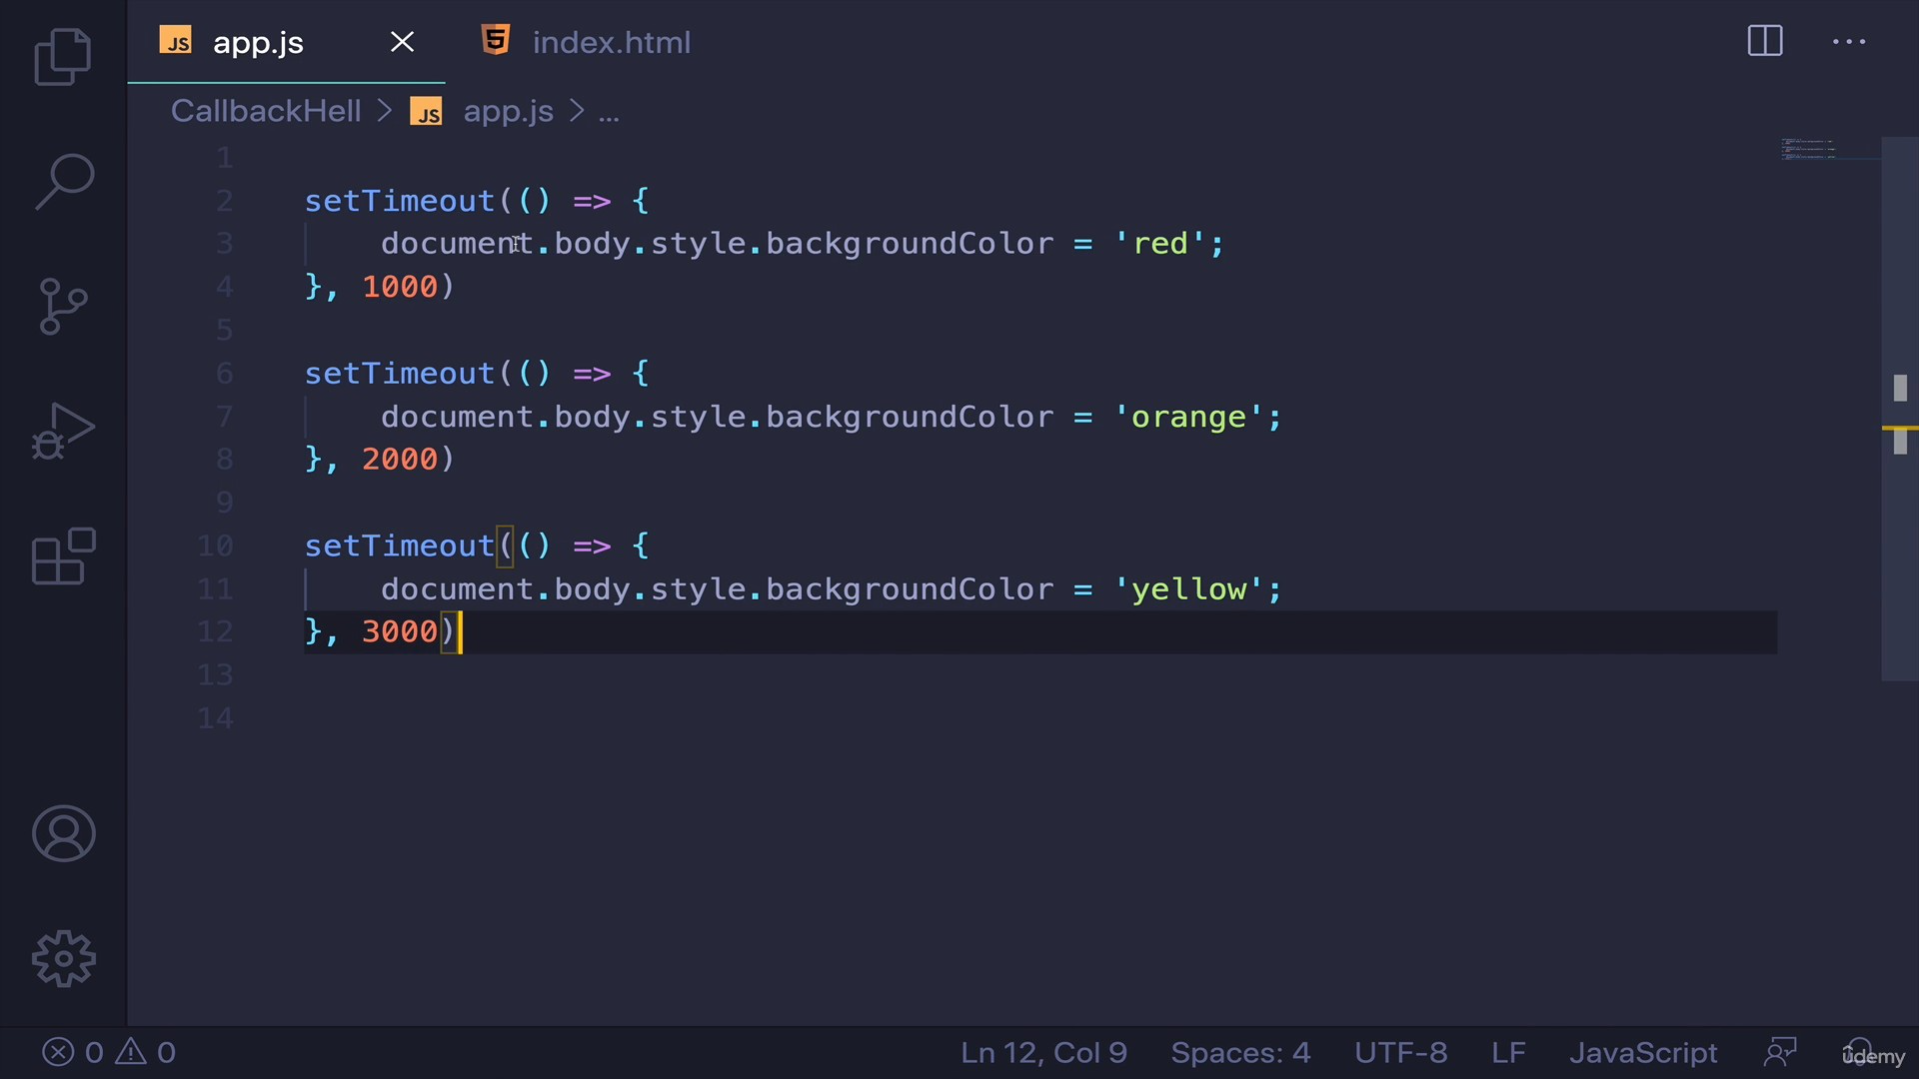 JS app.js index.html
CallbackHell > JS app.js > ...
1
2 setTimeout(() => {
3 document.body.style.backgroundColor = 'red';
4 }, 1000)
5
6 setTimeout(() => {
7 document.body.style.backgroundColor = 'orange';
8 }, 2000)
9
10 setTimeout(() => {
11 document.body.style.backgroundColor = 'yellow';
12 }, 3000)
13
14
0 0 Ln 12, Col 9 Spaces: 4 UTF-8 LF JavaScript ûdemy